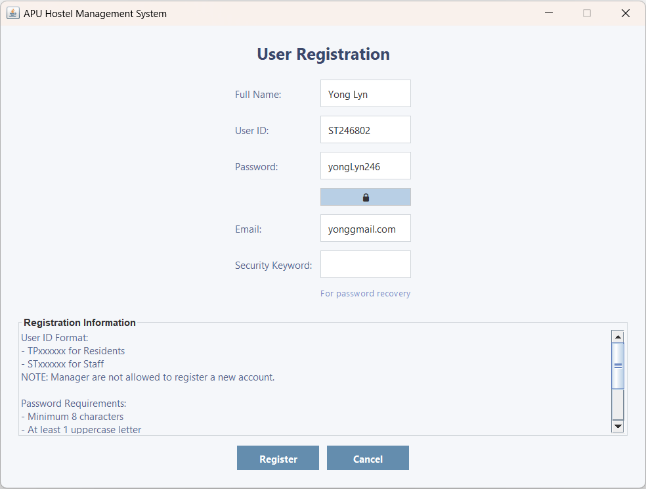 APU Hostel Management System
User Registration
Full Name: Yong Lyn
User ID: ST246802
Password: yongLyn246
Email: yonggmail.com
Security Keyword:
For password recovery
Registration Information
User ID Format:
- TPxxxxxx for Residents
- STxxxxxx for Staff
NOTE: Manager are not allowed to register a new account.
Password Requirements:
- Minimum 8 characters
- At least 1 uppercase letter
Register Cancel